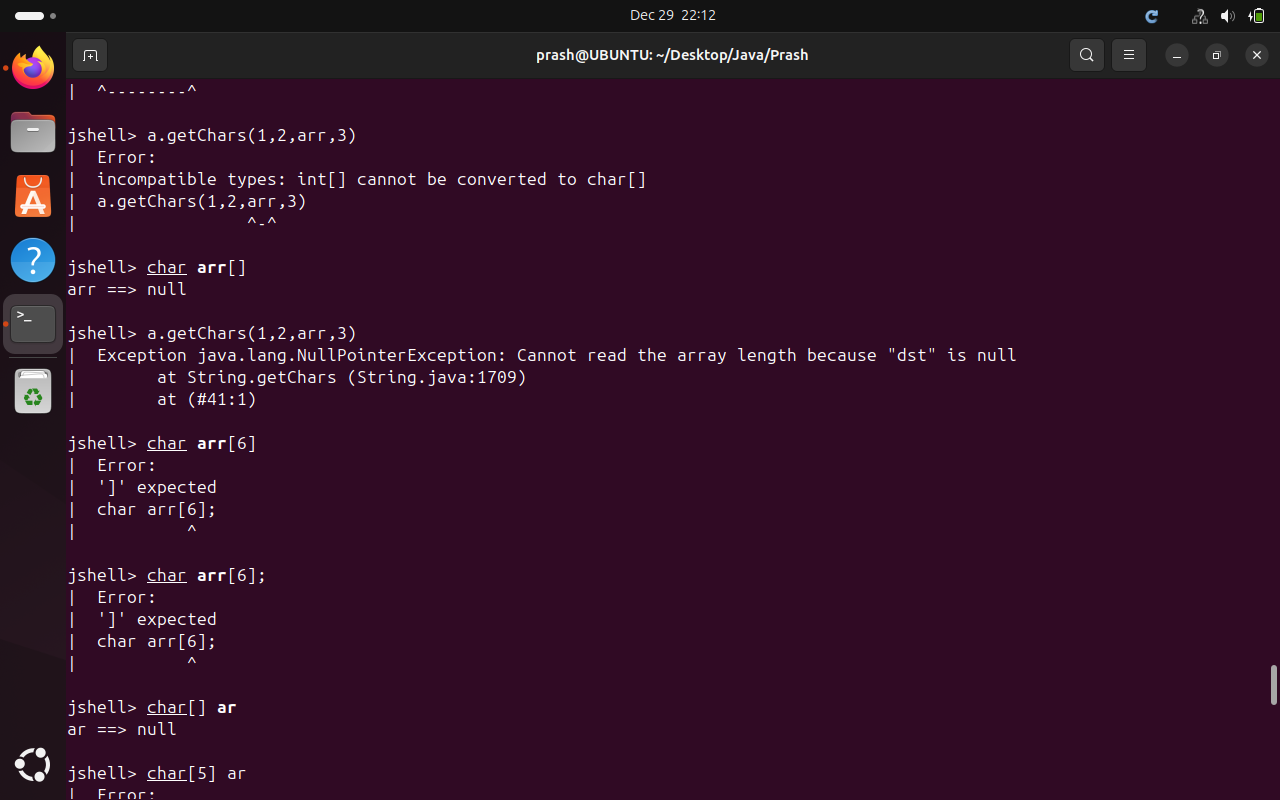 Dec 29 22:12
prash@UBUNTU: ~/Desktop/Java/Prash
| ^--------^
jshell> a.getChars(1,2,arr,3)
| Error:
| incompatible types: int[] cannot be converted to char[]
| a.getChars(1,2,arr,3)
| ^-^
jshell> char arr[]
arr ==> null
jshell> a.getChars(1,2,arr,3)
| Exception java.lang.NullPointerException: Cannot read the array length because "dst" is null
| at String.getChars (String.java:1709)
| at (#41:1)
jshell> char arr[6]
| Error:
| ']' expected
| char arr[6];
| ^
jshell> char arr[6];
| Error:
| ']' expected
| char arr[6];
| ^
jshell> char[] ar
ar ==> null
jshell> char[5] ar
| Error: